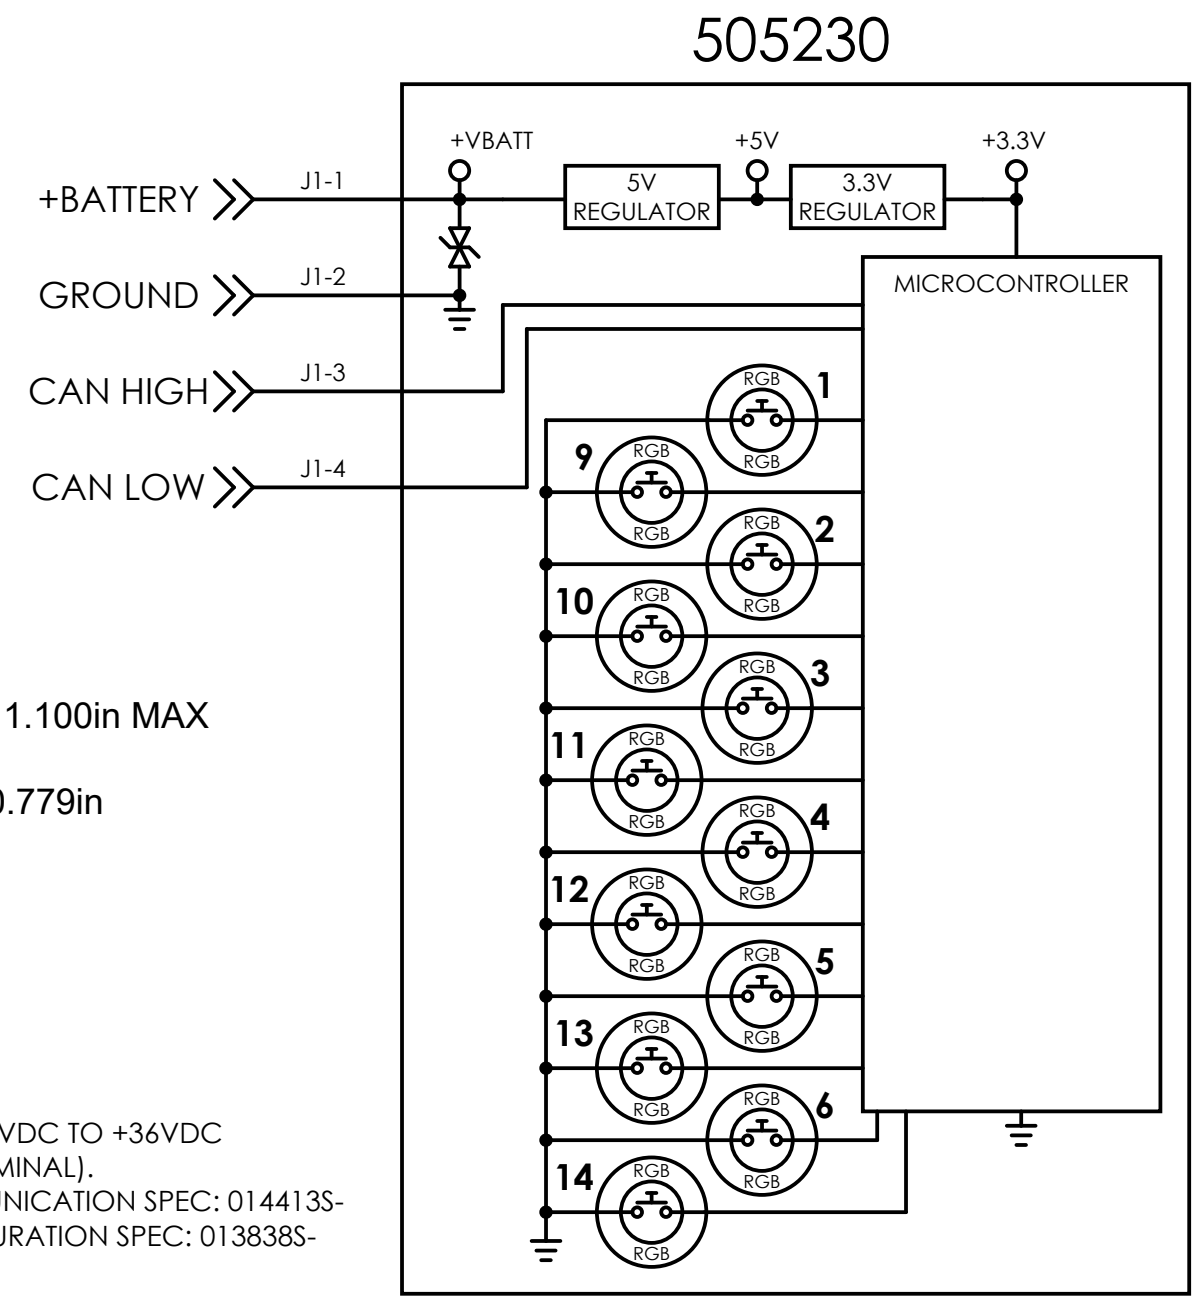 505230
+VBATT
+5V
+3.3V
+BATTERY
J1-1
5V
REGULATOR
3.3V
REGULATOR
GROUND
J1-2
MICROCONTROLLER
CAN HIGH
J1-3
CAN LOW
J1-4
RGB
1
RGB
9
RGB
RGB
RGB
2
RGB
10
RGB
RGB
RGB
3
RGB
11
RGB
RGB
RGB
4
RGB
12
RGB
RGB
RGB
5
RGB
13
RGB
RGB
RGB
6
RGB
14
RGB
RGB
1.100in MAX
0.779in
VDC TO +36VDC
MINAL).
UNICATION SPEC: 014413S-
URATION SPEC: 013838S-